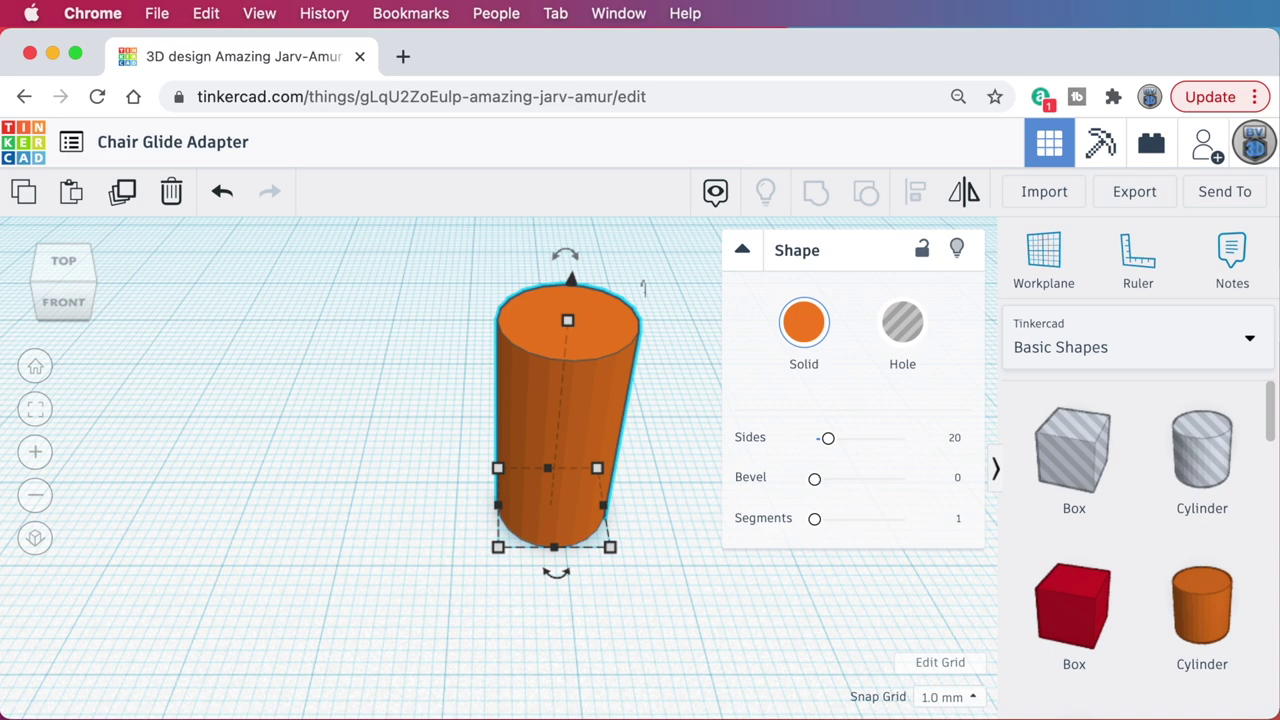 Chrome File Edit View History Bookmarks People Tab Window Help
3D design Amazing Jarv-Amur
tinkercad.com/things/gLqU2ZoEulp-amazing-jarv-amur/edit
1
Update
TIN
KER
CAD
Chair Glide Adapter
BV
3D
Import
Export
Send To
TOP
FRONT
Shape
Solid
Hole
Sides 20
Bevel 0
Segments 1
Workplane
Ruler
Notes
Tinkercad
Basic Shapes
Box
Cylinder
Box
Cylinder
Edit Grid
Snap Grid 1.0 mm